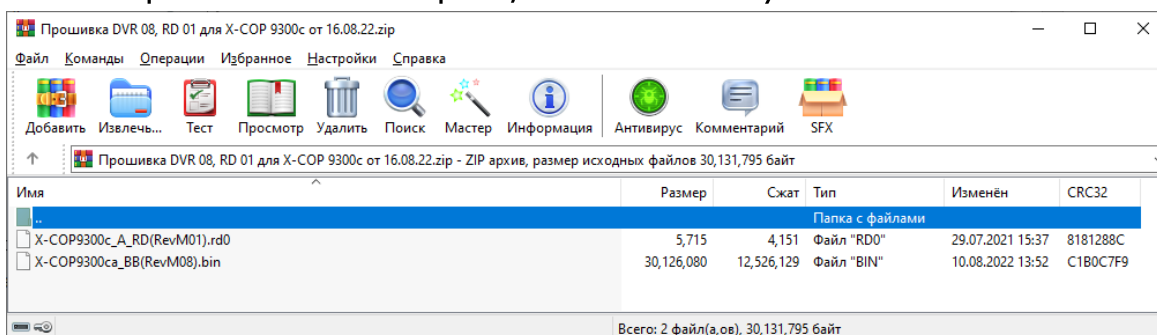 Прошивка DVR 08, RD 01 для X-COP 9300c от 16.08.22.zip
Файл Команды Операции Избранное Настройки Справка
Добавить Извлечь... Тест Просмотр Удалить Поиск Мастер Информация Антивирус Комментарий SFX
Прошивка DVR 08, RD 01 для X-COP 9300c от 16.08.22.zip - ZIP архив, размер исходных файлов 30,131,795 байт
Имя Размер Сжат Тип Изменён CRC32
.. Папка с файлами
X-COP9300c_A_RD(RevM01).rd0 5,715 4,151 Файл "RD0" 29.07.2021 15:37 8181288C
X-COP9300ca_BB(RevM08).bin 30,126,080 12,526,129 Файл "BIN" 10.08.2022 13:52 C1B0C7F9
Всего: 2 файл(а,ов), 30,131,795 байт